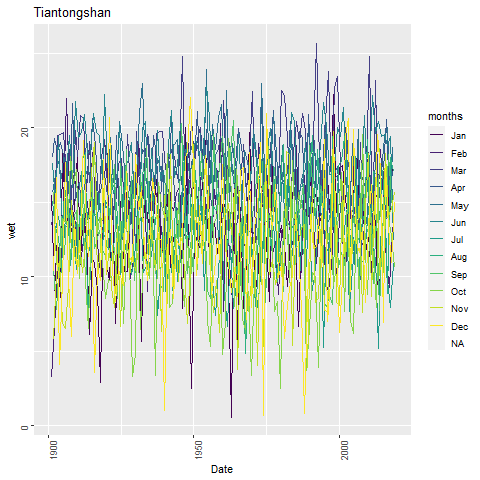 Tiantongshan
months
Jan
Feb
Mar
Apr
May
Jun
Jul
Aug
Sep
Oct
Nov
Dec
NA
wet
20
10
0
1900
1950
2000
Date